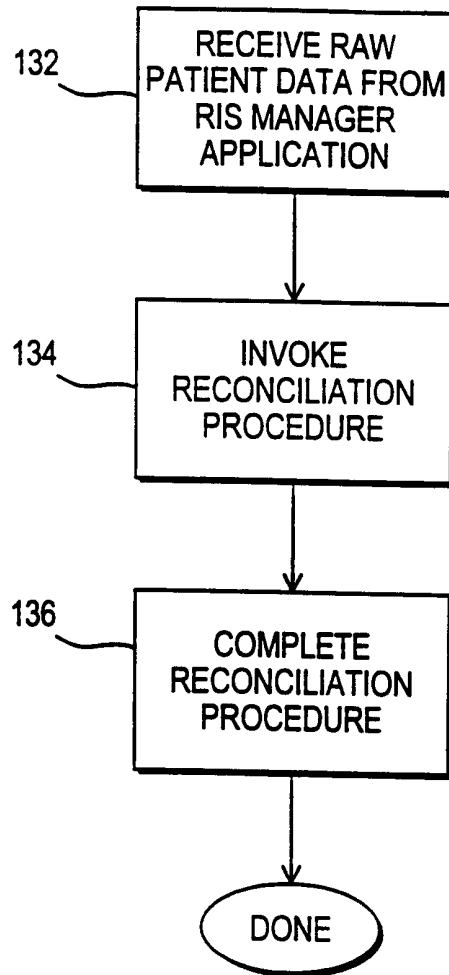 132
RECEIVE RAW
PATIENT DATA FROM
RIS MANAGER
APPLICATION
134
INVOKE
RECONCILIATION
PROCEDURE
136
COMPLETE
RECONCILIATION
PROCEDURE
DONE